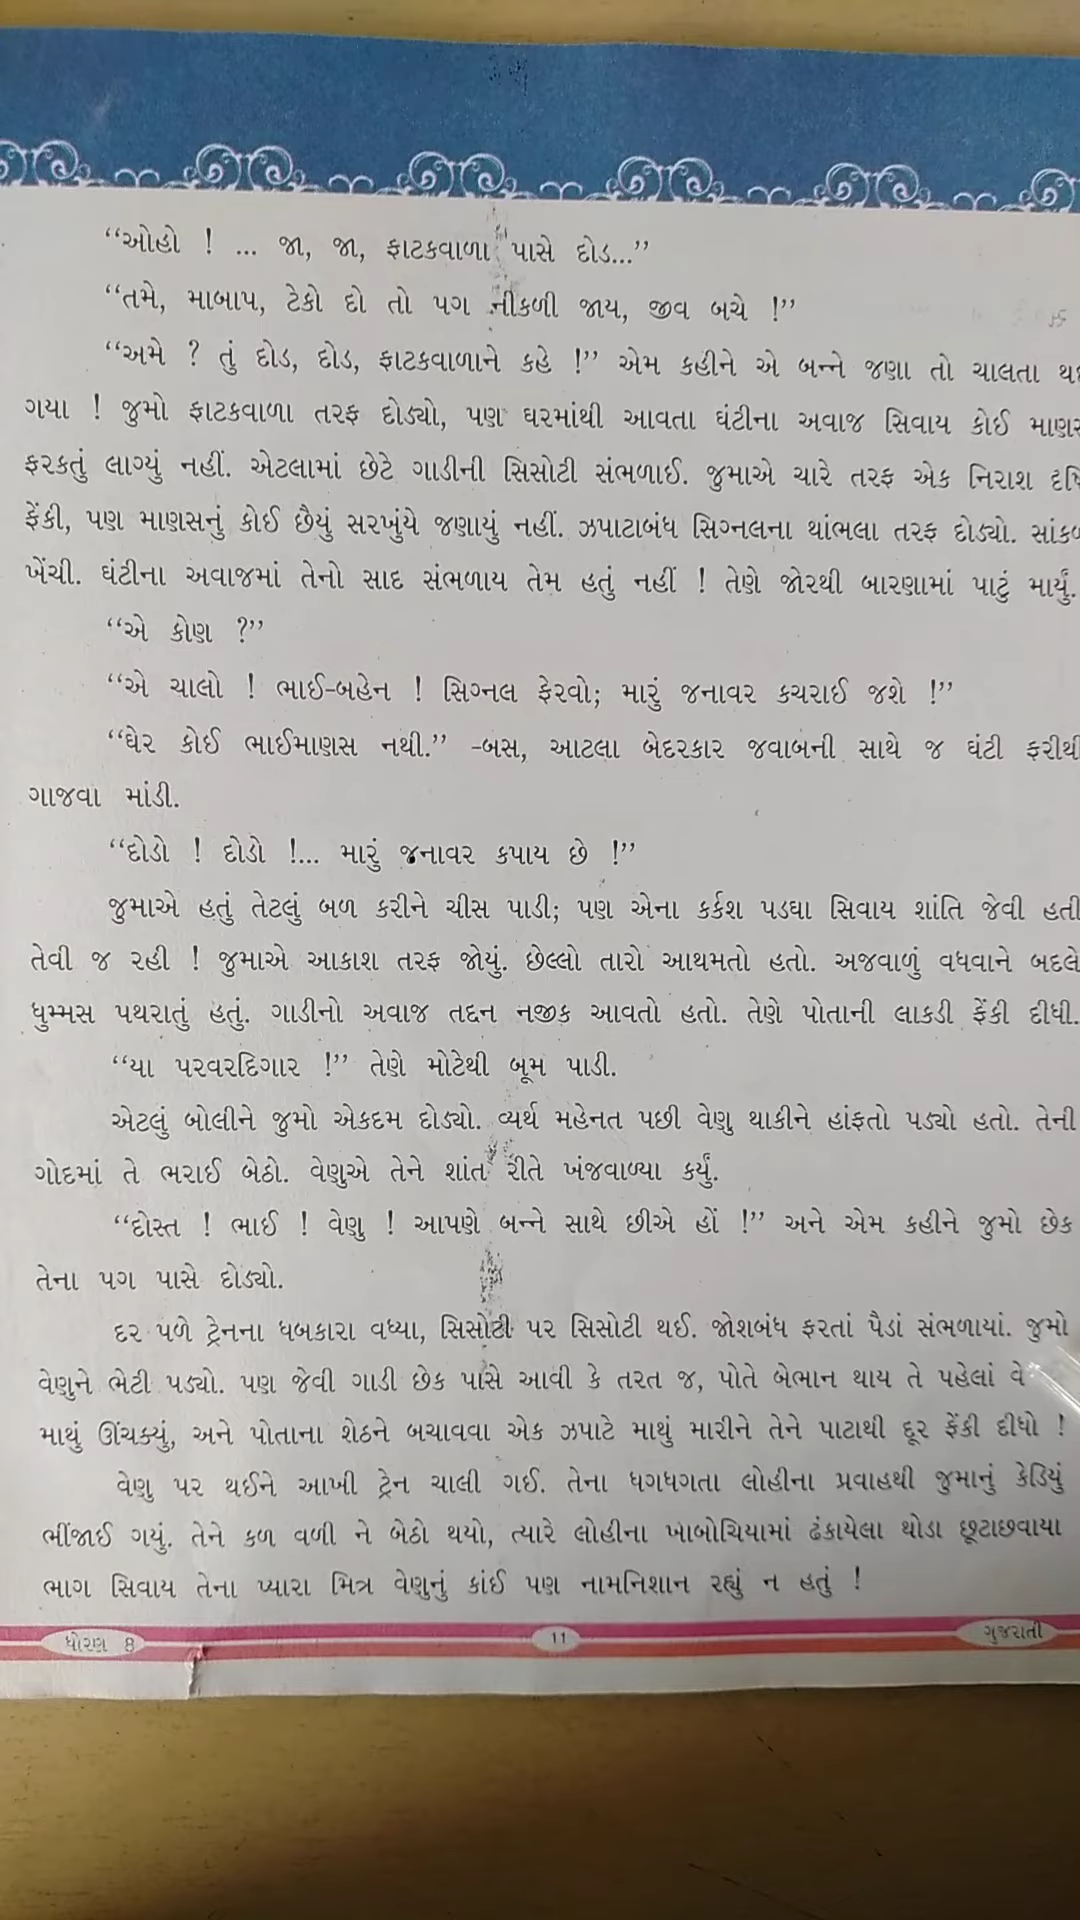 “ઓહો ! ... જા, જા, ફાટકવાળા પાસે દોડ...”
“તમે, માબાપ, ટેકો દો તો પગ નીકળી જાય, જીવ બચે !”
“અમે ? તું દોડ, દોડ, ફાટકવાળાને કહે !” એમ કહીને એ બન્ને જણા તો ચાલતા
ગયા ! જુમો ફાટકવાળા તરફ દોડ્યો, પણ ઘરમાંથી આવતા ઘંટીના અવાજ સિવાય કોઈ
ફરકતું લાગ્યું નહીં. એટલામાં છેટે ગાડીની સિસોટી સંભળાઈ. જુમાએ ચારે તરફ એક નિરાશ
ફેંકી, પણ માણસનું કોઈ છૈયું સરખુંયે જણાયું નહીં. ઝપાટાબંધ સિગ્નલના થાંભલા તરફ દોડ્યો.
ખેંચી. ઘંટીના અવાજમાં તેનો સાદ સંભળાય તેમ હતું નહીં ! તેણે જોરથી બારણામાં પાટું માર્યું.
“એ કોણ ?”
“એ ચાલો ! ભાઈ-બહેન ! સિગ્નલ ફેરવો; મારું જનાવર કચરાઈ જશે !”
“ઘેર કોઈ ભાઈમાણસ નથી.” -બસ, આટલા બેદરકાર જવાબની સાથે જ ઘંટી ફરીથી
ગાજવા માંડી.
“દોડો ! દોડો !... મારું જનાવર કપાય છે !”
જુમાએ હતું તેટલું બળ કરીને ચીસ પાડી; પણ એના કર્કશ પડઘા સિવાય શાંતિ જેવી હતી
તેવી જ રહી ! જુમાએ આકાશ તરફ જોયું. છેલ્લો તારો આથમતો હતો. અજવાળું વધવાને બદલે
ધુમ્મસ પથરાતું હતું. ગાડીનો અવાજ તદ્દન નજીક આવતો હતો. તેણે પોતાની લાકડી ફેંકી દીધી.
“યા પરવરદિગાર !” તેણે મોટેથી બૂમ પાડી.
એટલું બોલીને જુમો એકદમ દોડ્યો. વ્યર્થ મહેનત પછી વેણુ થાકીને હાંફતો પડ્યો હતો. તેની
ગોદમાં તે ભરાઈ બેઠો. વેણુએ તેને શાંત રીતે ખંજવાળ્યા કર્યું.
“દોસ્ત ! ભાઈ ! વેણુ ! આપણે બન્ને સાથે છીએ હોં !” અને એમ કહીને જુમો છેક
તેના પગ પાસે દોડ્યો.
દર પળે ટ્રેનના ધબકારા વધ્યા, સિસોટી પર સિસોટી થઈ. જોશબંધ ફરતાં પૈડાં સંભળાયાં. જુમો
વેણુને ભેટી પડ્યો. પણ જેવી ગાડી છેક પાસે આવી કે તરત જ, પોતે બેભાન થાય તે પહેલાં
માથું ઊંચક્યું, અને પોતાના શેઠને બચાવવા એક ઝપાટે માથું મારીને તેને પાટાથી દૂર ફેંકી દીધો !
વેણુ પર થઈને આખી ટ્રેન ચાલી ગઈ. તેના ધગધગતા લોહીના પ્રવાહથી જુમાનું કેડિયું
ભીંજાઈ ગયું. તેને કળ વળી ને બેઠો થયો, ત્યારે લોહીના ખાબોચિયામાં ઢંકાયેલા થોડા છૂટાછવાયા
ભાગ સિવાય તેના પ્યારા મિત્ર વેણુનું કાંઈ પણ નામનિશાન રહ્યું ન હતું !
ધોરણ 8 11 ગુજરાતી